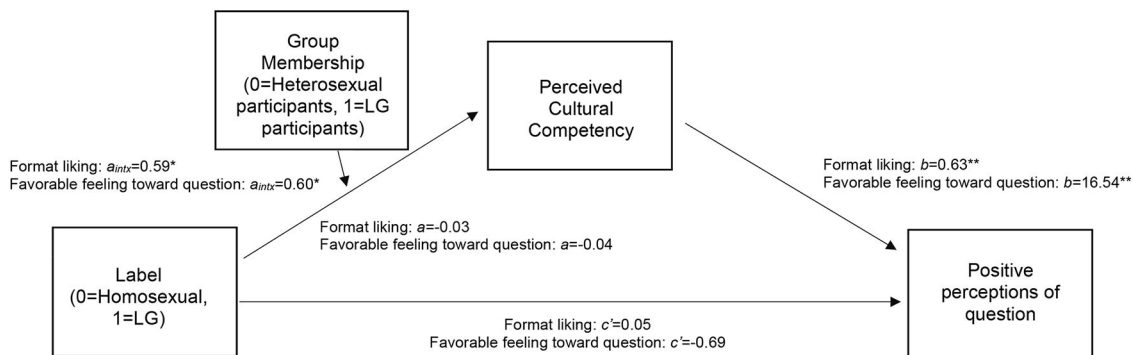 Group
Membership
(0=Heterosexual
participants, 1=LG
participants)
Perceived
Cultural
Competency
Format liking: aintx=0.59*
Favorable feeling toward question: aintx=0.60*
Format liking: b=0.63**
Favorable feeling toward question: b=16.54**
Format liking: a=-0.03
Favorable feeling toward question: a=-0.04
Label
(0=Homosexual,
1=LG)
Positive
perceptions of
question
Format liking: c'=0.05
Favorable feeling toward question: c'=-0.69